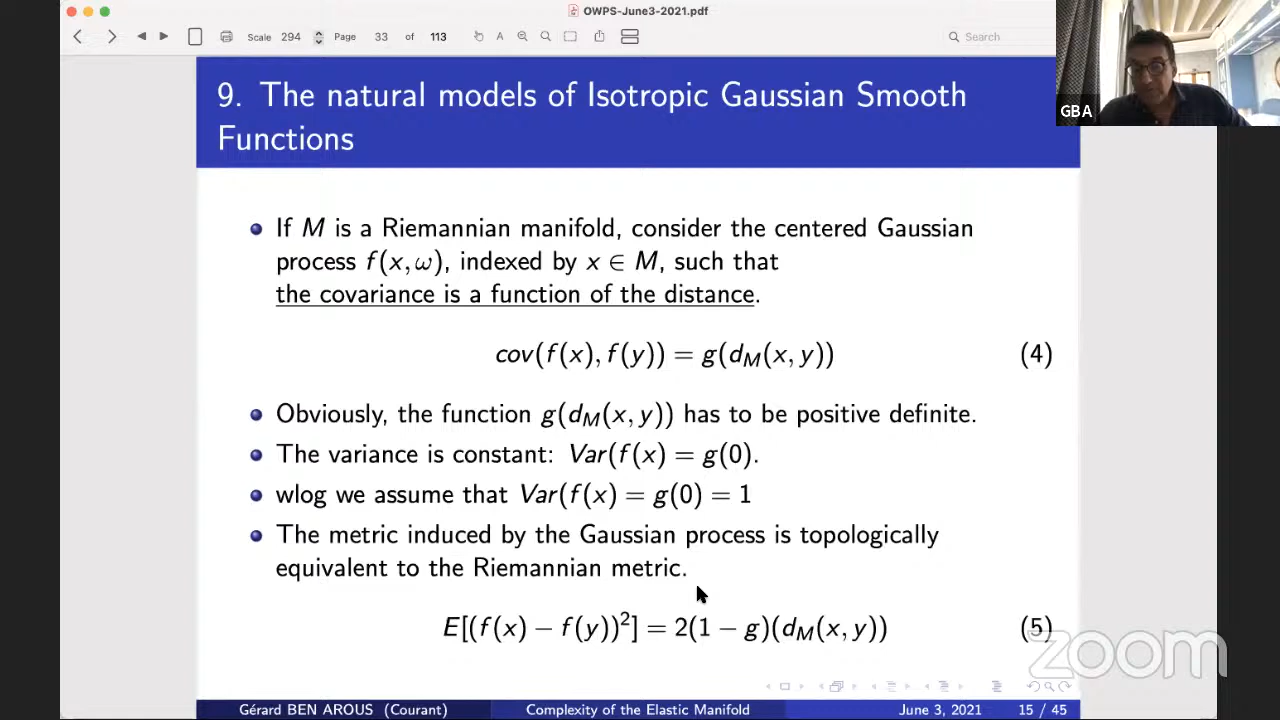 OWPS-June3-2021.pdf
Scale 294 Page 33 of 113 A Search
9. The natural models of Isotropic Gaussian Smooth
Functions
GBA
If M is a Riemannian manifold, consider the centered Gaussian
process f(x, ω), indexed by x ∈ M, such that
the covariance is a function of the distance.
cov(f(x), f(y)) = g(d_M(x, y)) (4)
Obviously, the function g(d_M(x, y)) has to be positive definite.
The variance is constant: Var(f(x) = g(0).
wlog we assume that Var(f(x) = g(0) = 1
The metric induced by the Gaussian process is topologically
equivalent to the Riemannian metric.
E[(f(x) − f(y))² ] = 2(1 − g)(d_M(x, y)) (5)
zoom
Gérard BEN AROUS (Courant) Complexity of the Elastic Manifold June 3, 2021 15 / 45